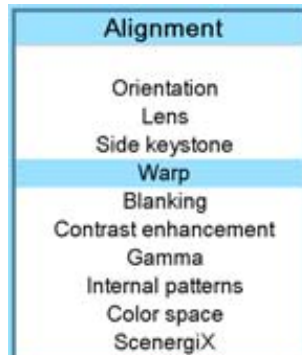 Alignment
Orientation
Lens
Side keystone
Warp
Blanking
Contrast enhancement
Gamma
Internal patterns
Color space
ScenergiX